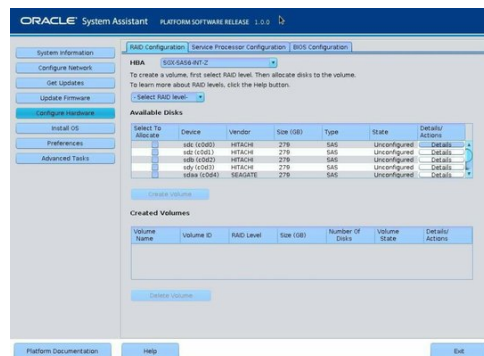 ORACLE System Assistant PLATFORM SOFTWARE RELEASE 1.0.0
System Information
Configure Network
Get Updates
Update Firmware
Configure Hardware
Install OS
Preferences
Advanced Tasks
RAID Configuration Service Processor Configuration BIOS Configuration
HBA SGX-SAS6-INT-Z
To create a volume, first select RAID level. Then allocate disks to the volume.
To learn more about RAID levels, click the Help button.
- Select RAID level-
Available Disks
Select To Allocate Device Vendor Size (GB) Type State Details/ Actions
sdc (c0d0) HITACHI 279 SAS Unconfigured Details
sdz (c0d1) HITACHI 279 SAS Unconfigured Details
sdb (c0d2) HITACHI 279 SAS Unconfigured Details
sdy (c0d3) HITACHI 279 SAS Unconfigured Details
sdaa (c0d4) SEAGATE 279 SAS Unconfigured Details
Create Volume
Created Volumes
Volume Name Volume ID RAID Level Size (GB) Number Of Disks Volume State Details/ Actions
Delete Volume
Platform Documentation Help Exit